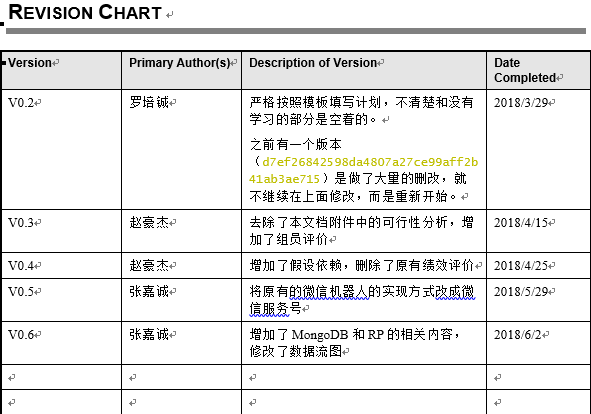 REVISION CHART
Version Primary Author(s) Description of Version Date
Completed
V0.2 罗培铖 严格按照模板填写计划，不清楚和没有 2018/3/29
学习的部分是空着的。
之前有一个版本
（d7ef26842598da4807a27ce99aff2b
41ab3ae715）是做了大量的删改，就
不继续在上面修改，而是重新开始。
V0.3 赵豪杰 去除了本文档附件中的可行性分析，增 2018/4/15
加了组员评价
V0.4 赵豪杰 增加了假设依赖，删除了原有绩效评价 2018/4/25
V0.5 张嘉诚 将原有的微信机器人的实现方式改成微 2018/5/29
信服务号
V0.6 张嘉诚 增加了 MongoDB 和 RP 的相关内容， 2018/6/2
修改了数据流图